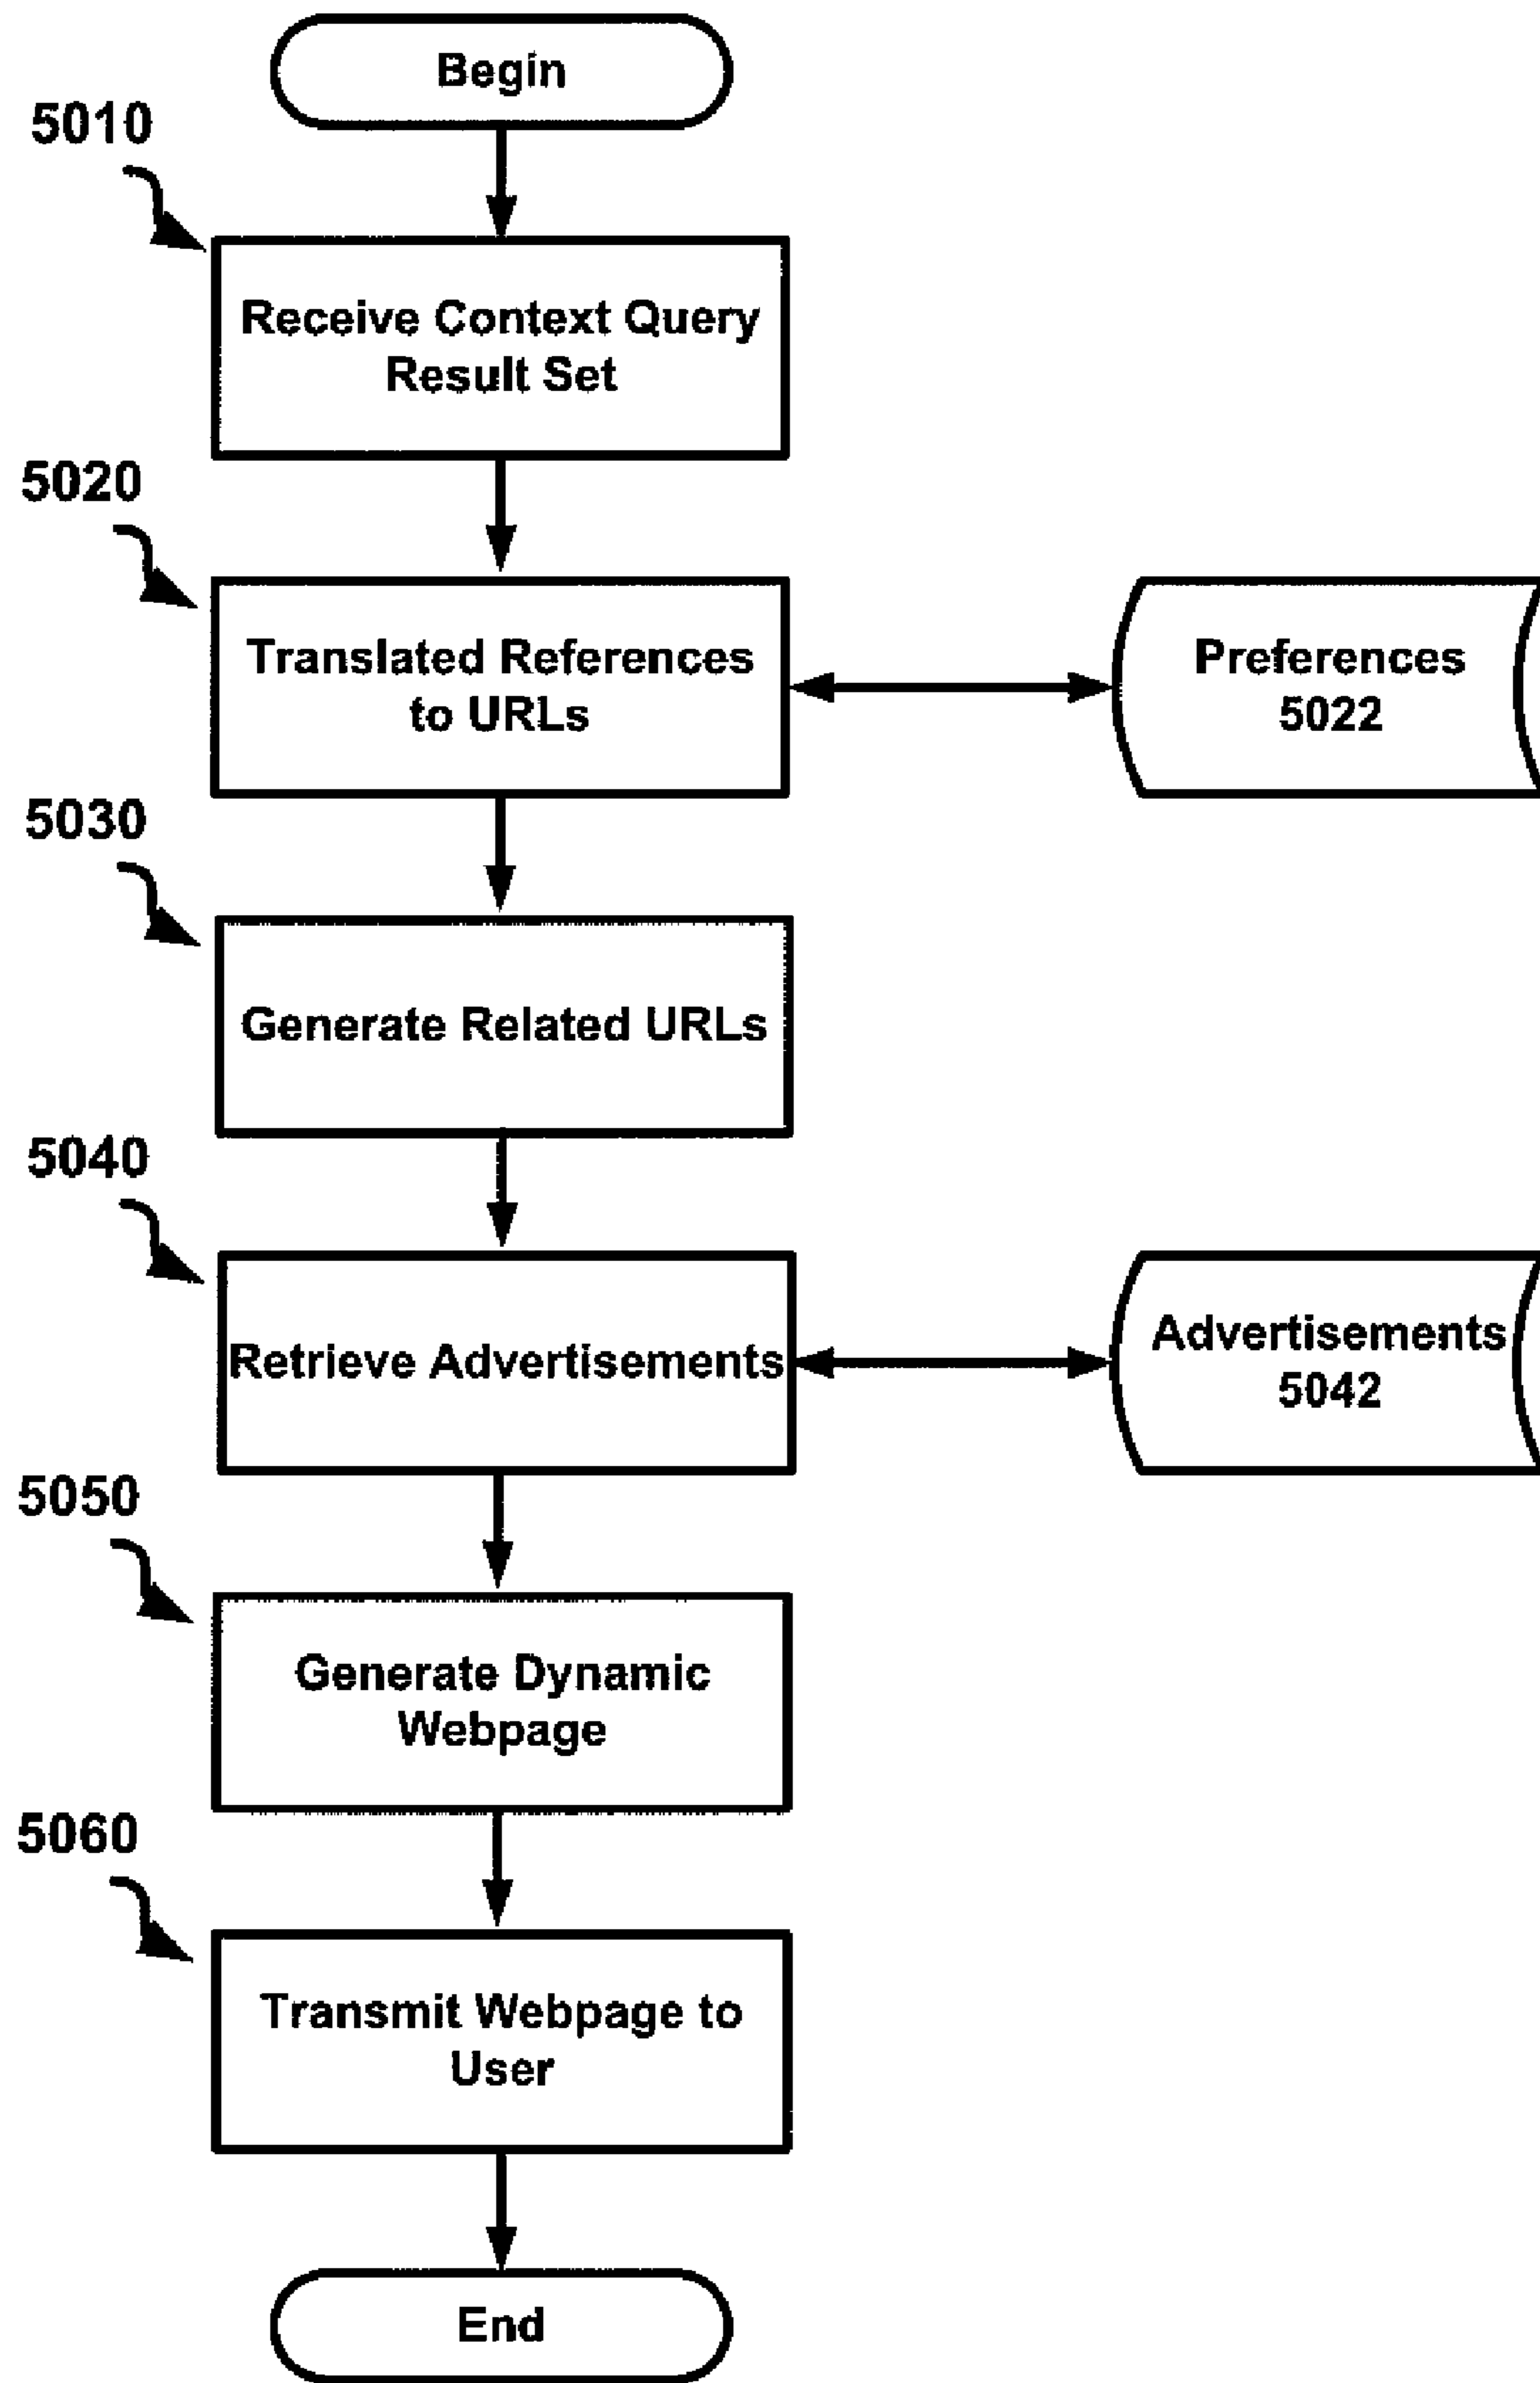 Begin
5010
Receive Context Query
Result Set
5020
Translated References
to URLs
Preferences
5022
5030
Generate Related URLs
5040
Retrieve Advertisements
Advertisements
5042
5050
Generate Dynamic
Webpage
5060
Transmit Webpage to
User
End